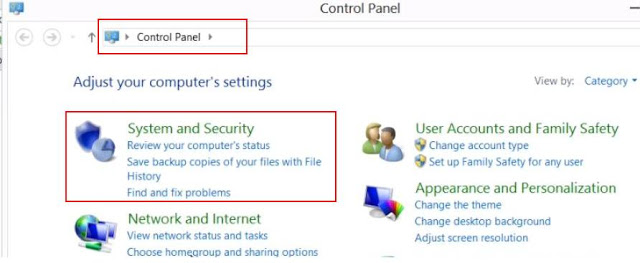 Control Panel
Control Panel
Adjust your computer's settings
View by: Category
System and Security
Review your computer's status
Save backup copies of your files with File
History
Find and fix problems
User Accounts and Family Safety
Change account type
Set up Family Safety for any user
Network and Internet
View network status and tasks
Choose homegroup and sharing options
Appearance and Personalization
Change the theme
Change desktop background
Adjust screen resolution